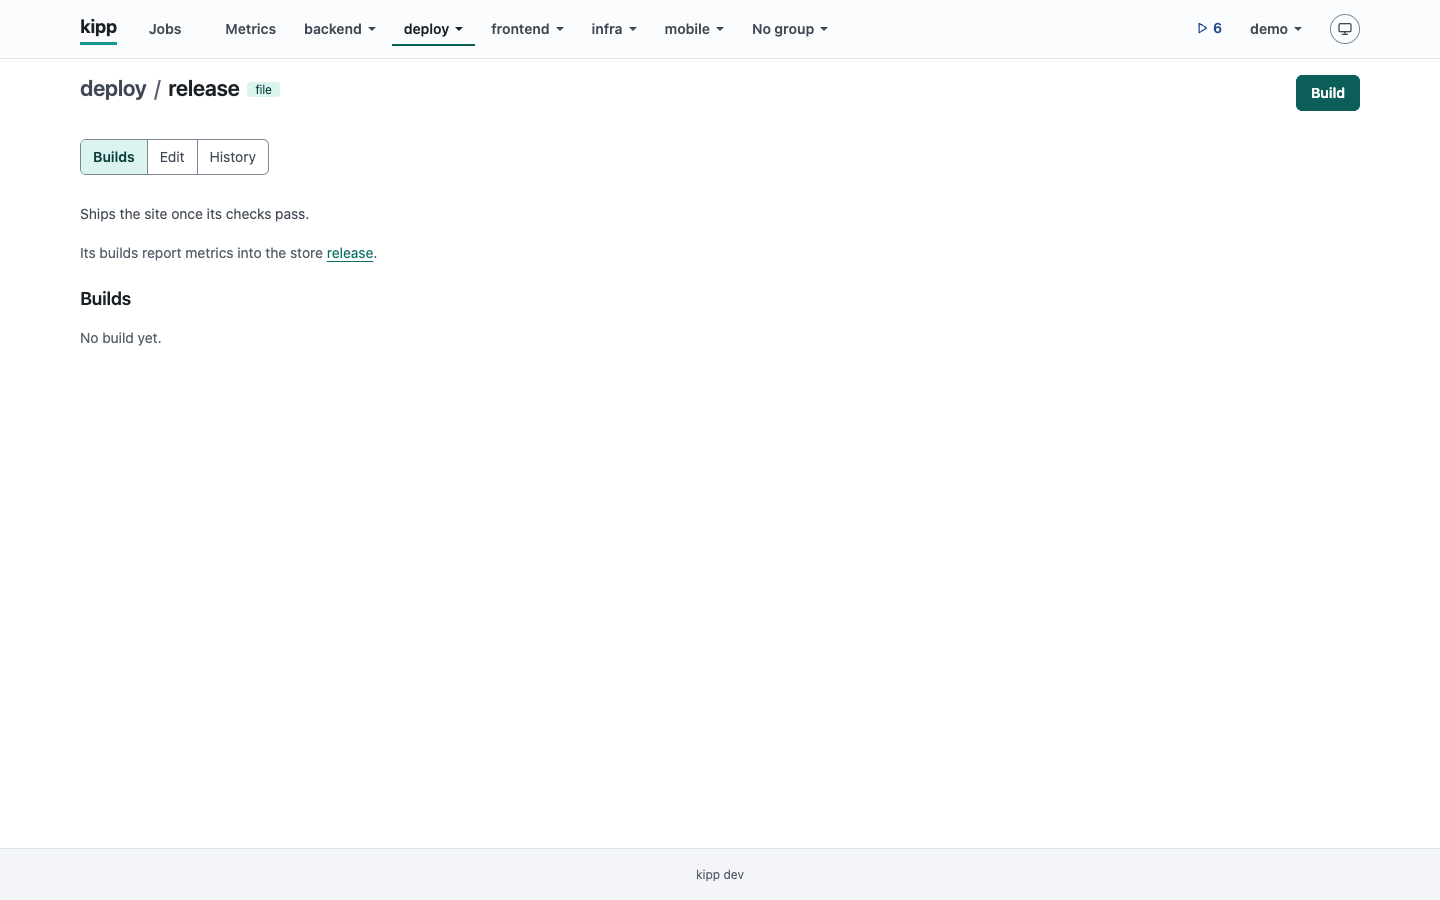 kipp Jobs Metrics backend deploy frontend infra mobile No group 6 demo
deploy / release file
Build
Builds Edit History
Ships the site once its checks pass.
Its builds report metrics into the store release.
Builds
No build yet.
kipp dev